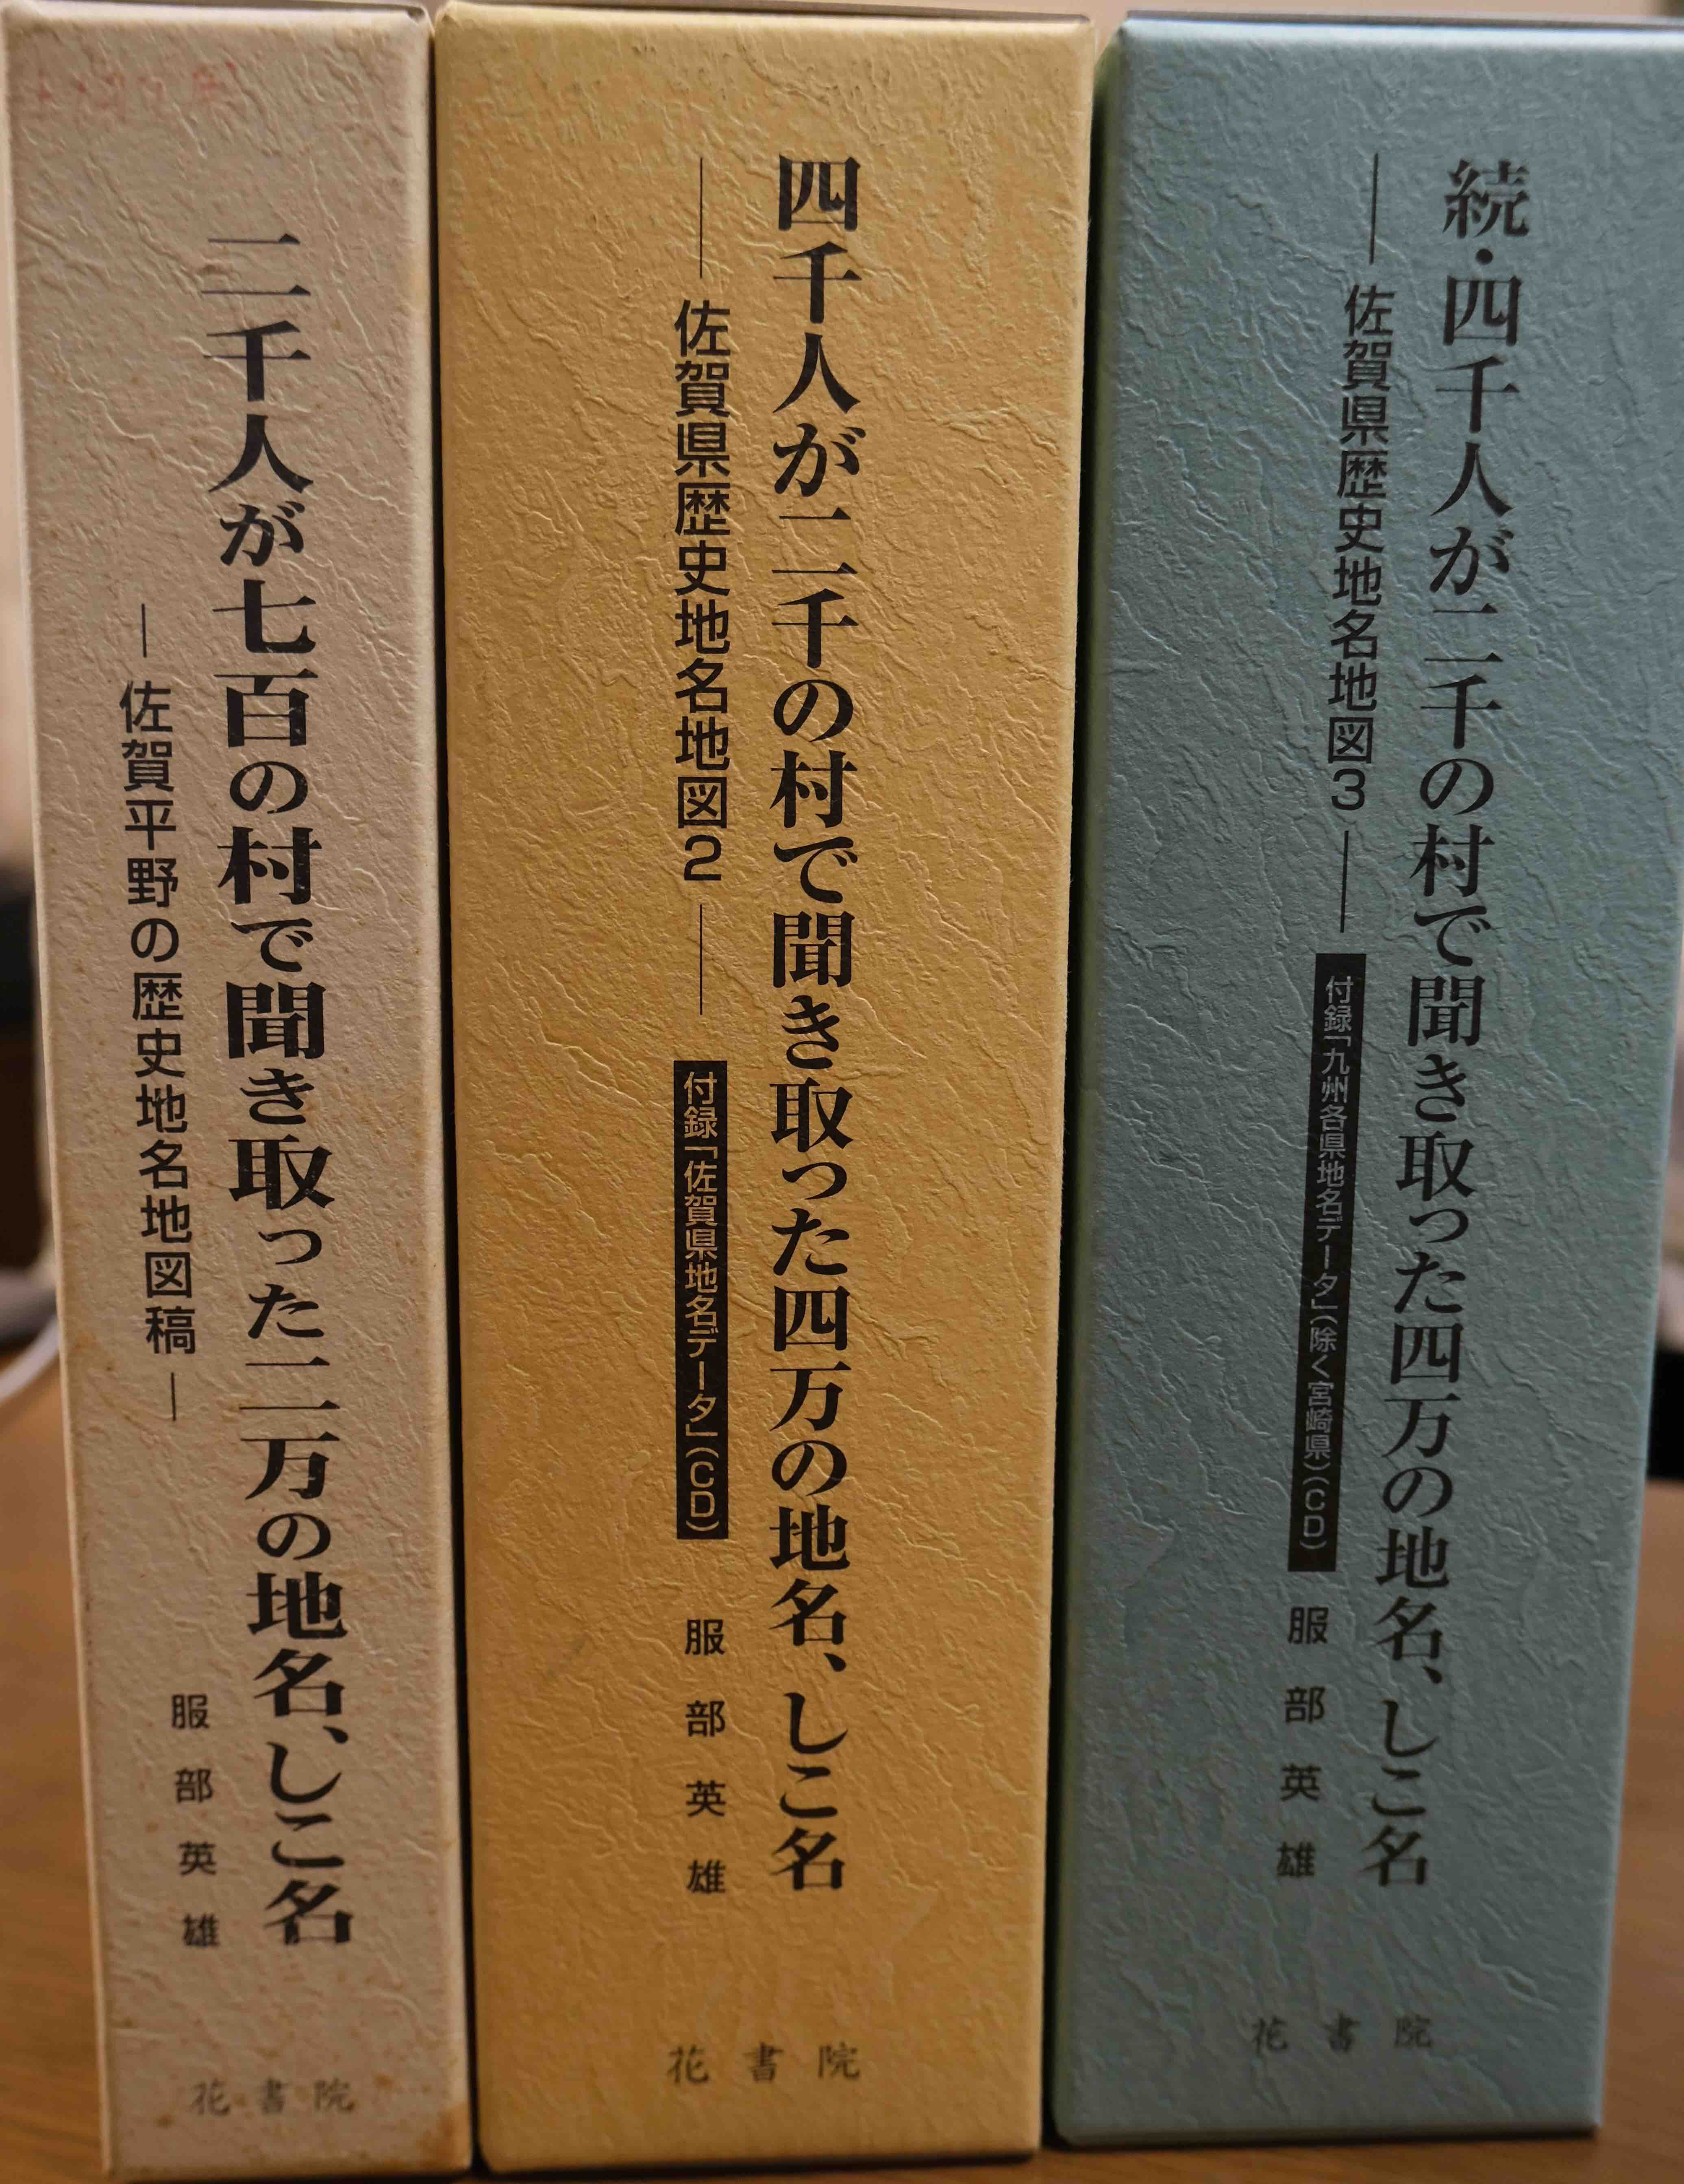 二千人が七百の村で聞き取った二万の地名、しこ名
―佐賀平野の歴史地名地図稿―
服部英雄
花書院
四千人が二千の村で聞き取った四万の地名、しこ名
―佐賀県歴史地名地図2―
付録「佐賀県地名データ」(CD)
服部英雄
花書院
続・四千人が二千の村で聞き取った四万の地名、しこ名
―佐賀県歴史地名地図3―
付録「九州各県地名データ」(除く宮崎県)(CD)
服部英雄
花書院